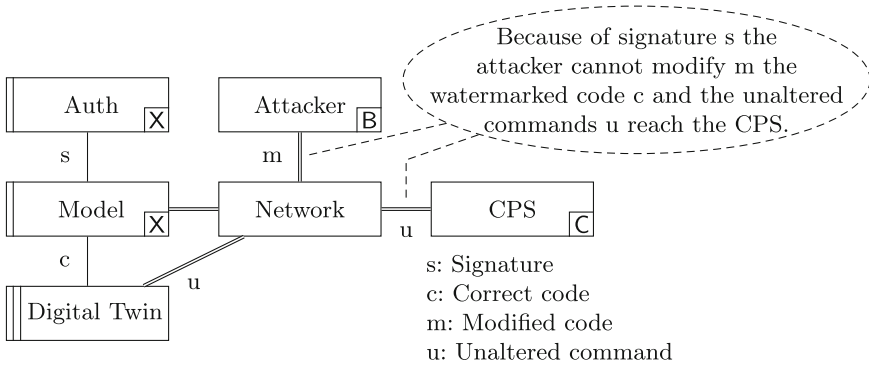 Because of signature s the
attacker cannot modify m the
watermarked code c and the unaltered
commands u reach the CPS.
Auth
X
Attacker
B
s
m
Model
X
Network
CPS
C
u
c
u
Digital Twin
s: Signature
c: Correct code
m: Modified code
u: Unaltered command